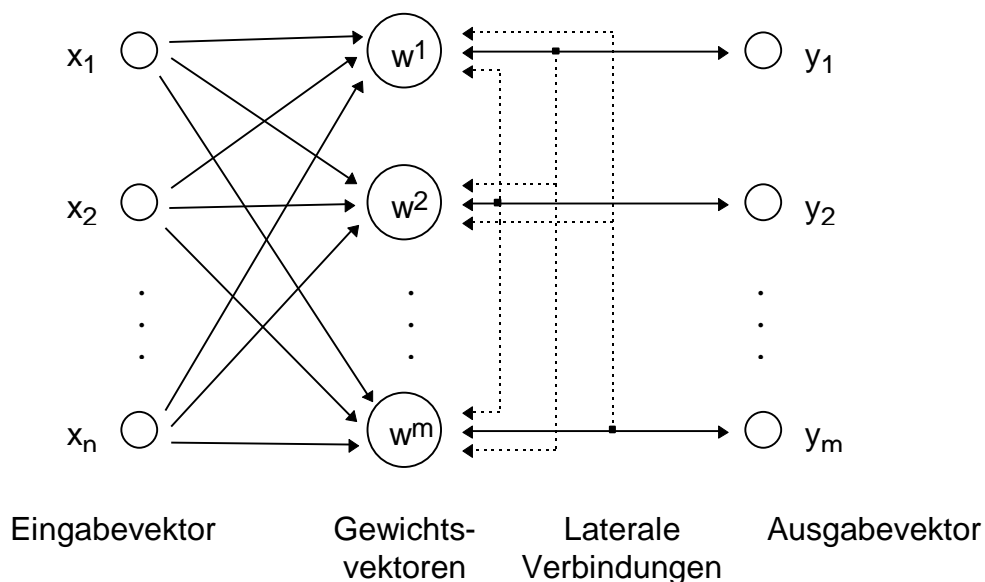 x1 w1 y1
x2 w2 y2
. . .
. . .
. . .
xn wm ym
Eingabevektor Gewichts- Laterale Ausgabevektor
vektoren Verbindungen